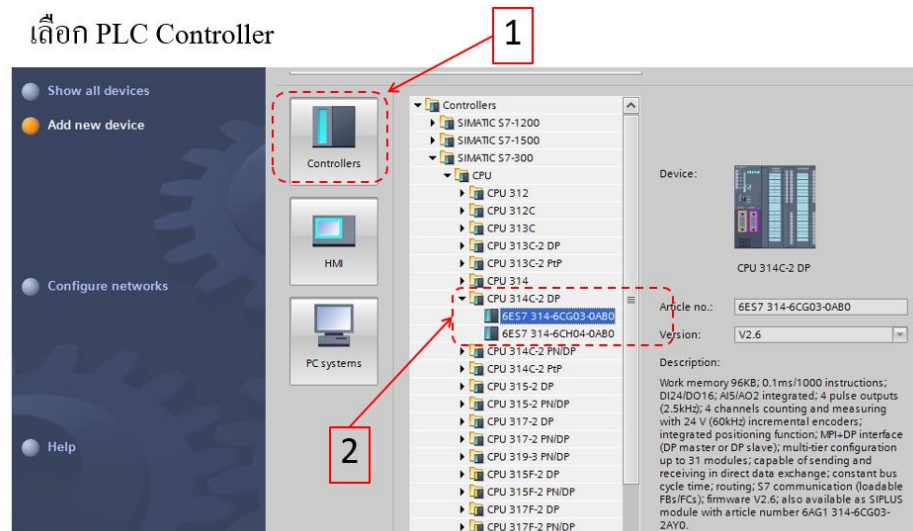 เลือก PLC Controller
1
Show all devices
Add new device
Configure networks
Help
Controllers
HMI
PC systems
Controllers
SIMATIC S7-1200
SIMATIC S7-1500
SIMATIC S7-300
CPU
CPU 312
CPU 312C
CPU 313C
CPU 313C-2 DP
CPU 313C-2 PtP
CPU 314
CPU 314C-2 DP
6ES7 314-6CG03-0AB0
6ES7 314-6CH04-0AB0
CPU 314C-2 PN/DP
CPU 314C-2 PtP
CPU 315-2 DP
CPU 315-2 PN/DP
CPU 317-2 DP
CPU 317-2 PN/DP
CPU 319-3 PN/DP
CPU 315F-2 DP
CPU 315F-2 PN/DP
CPU 317F-2 DP
CPU 317F-2 PN/DP
2
Device:
CPU 314C-2 DP
Article no.: 6ES7 314-6CG03-0AB0
Version: V2.6
Description:
Work memory 96KB; 0.1ms/1000 instructions;
DI24/DO16; AI5/AO2 integrated; 4 pulse outputs
(2.5kHz); 4 channels counting and measuring
with 24 V (60kHz) incremental encoders;
integrated positioning function; MPI+DP interface
(DP master or DP slave); multi-tier configuration
up to 31 modules; capable of sending and
receiving in direct data exchange; constant bus
cycle time; routing; S7 communication (loadable
FBs/FCs); firmware V2.6; also available as SIPLUS
module with article number 6AG1 314-6CG03-
2AY0.